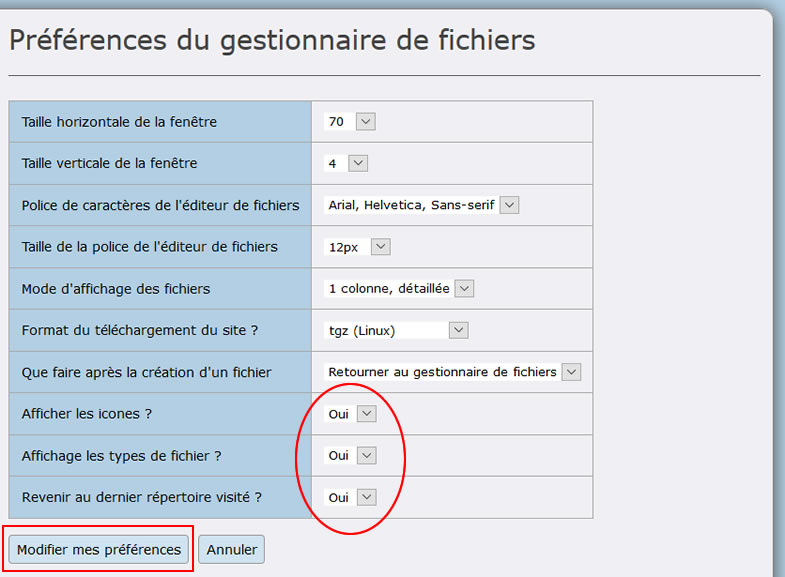 Préférences du gestionnaire de fichiers
Taille horizontale de la fenêtre 70
Taille verticale de la fenêtre 4
Police de caractères de l'éditeur de fichiers Arial, Helvetica, Sans-serif
Taille de la police de l'éditeur de fichiers 12px
Mode d'affichage des fichiers 1 colonne, détaillée
Format du téléchargement du site ? tgz (Linux)
Que faire après la création d'un fichier Retourner au gestionnaire de fichiers
Afficher les icones ? Oui
Affichage les types de fichier ? Oui
Revenir au dernier répertoire visité ? Oui
Modifier mes préférences Annuler